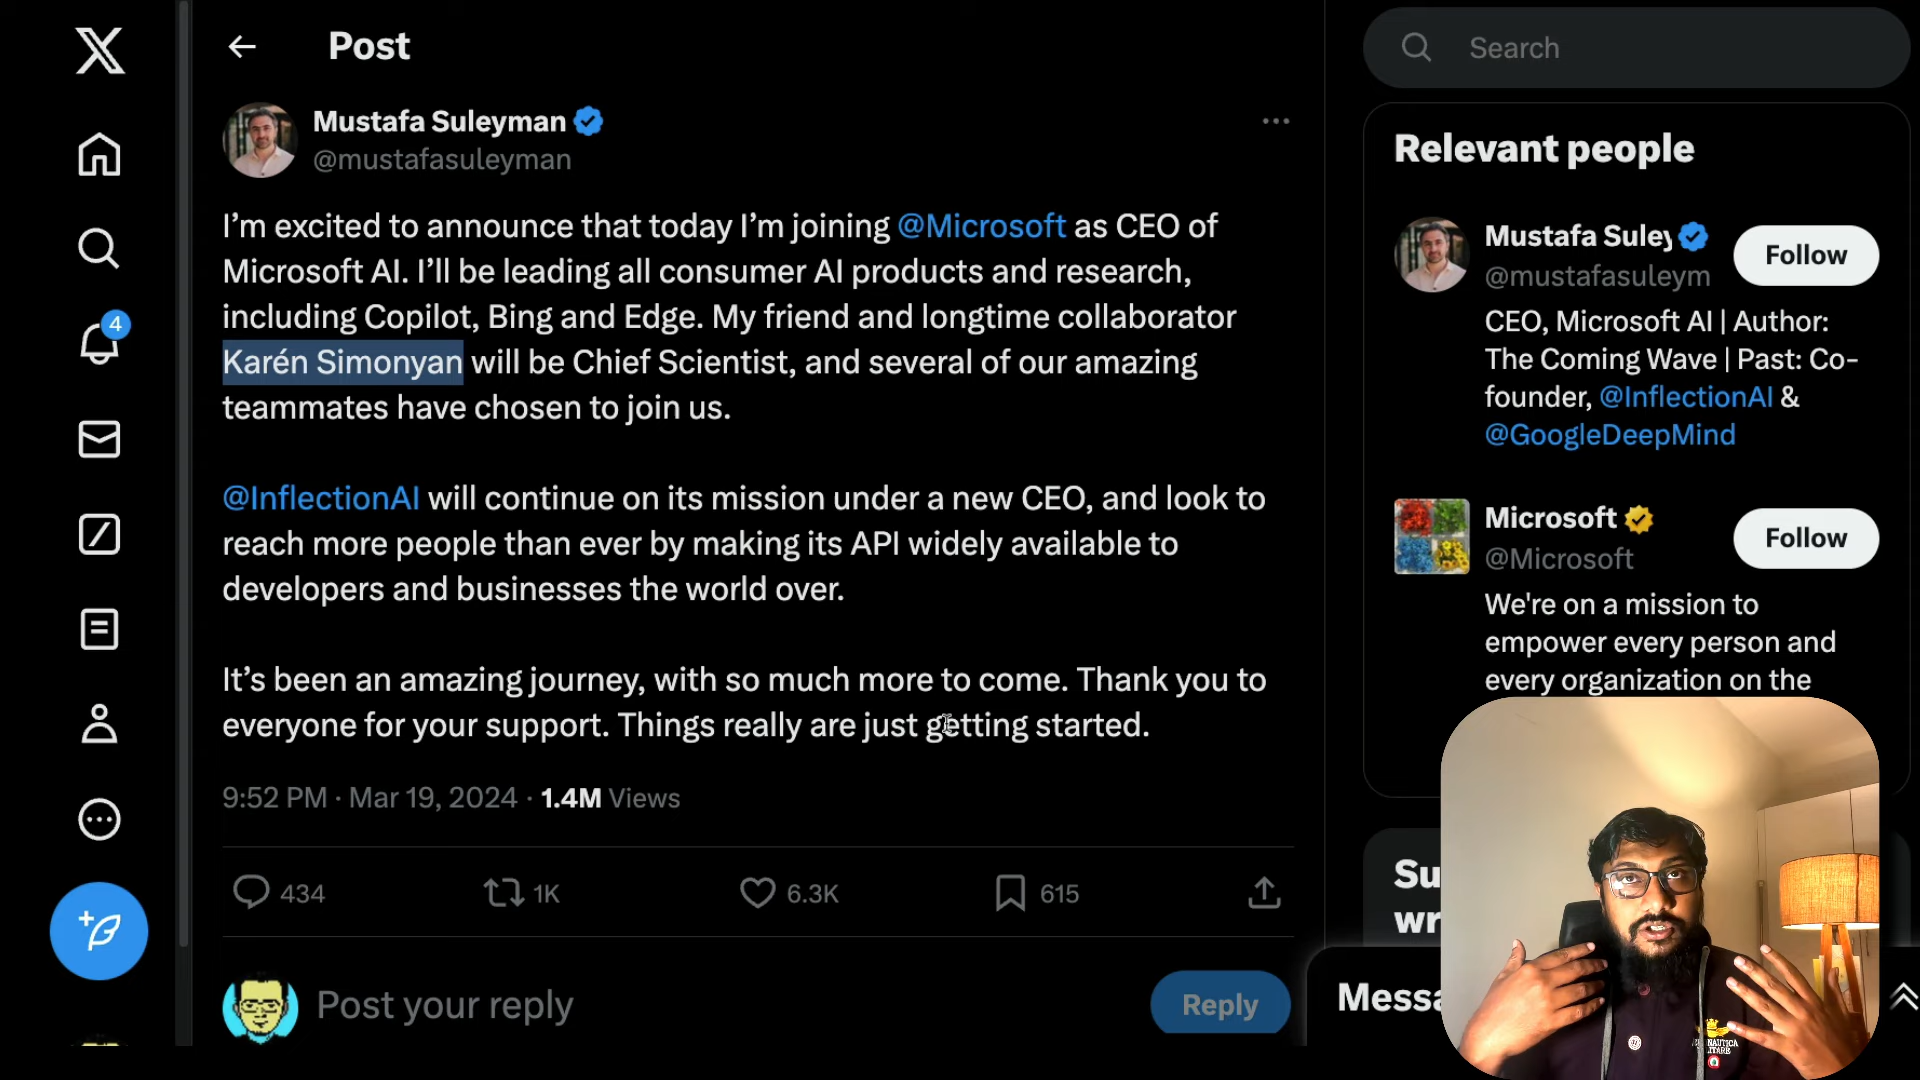 Post
Search
Mustafa Suleyman
@mustafasuleyman
I’m excited to announce that today I’m joining @Microsoft as CEO of
Microsoft AI. I’ll be leading all consumer AI products and research,
including Copilot, Bing and Edge. My friend and longtime collaborator
Karén Simonyan will be Chief Scientist, and several of our amazing
teammates have chosen to join us.
@InflectionAI will continue on its mission under a new CEO, and look to
reach more people than ever by making its API widely available to
developers and businesses the world over.
It’s been an amazing journey, with so much more to come. Thank you to
everyone for your support. Things really are just getting started.
9:52 PM · Mar 19, 2024 · 1.4M Views
434 1K 6.3K 615
Post your reply
Reply
4
Relevant people
Mustafa Suley
@mustafasuleym
Follow
CEO, Microsoft AI | Author:
The Coming Wave | Past: Co-
founder, @InflectionAI &
@GoogleDeepMind
Microsoft
@Microsoft
Follow
We're on a mission to
empower every person and
every organization on the
Su
wr
Messa